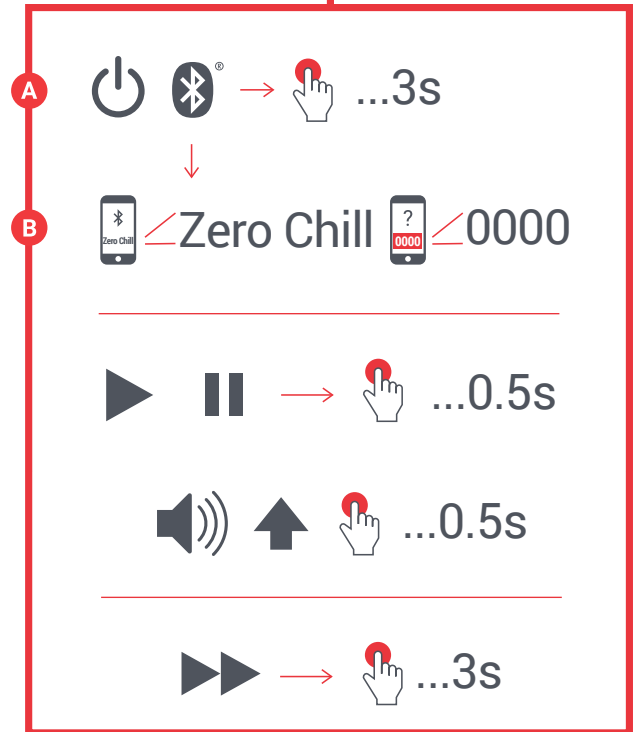 A ® ...3s
B Zero Chill Zero Chill ? 0000 0000
...0.5s
...0.5s
...3s